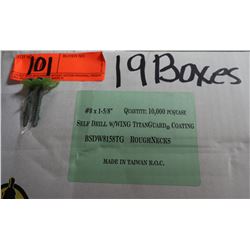 101
19 Boxes
#8 x 1-5/8" QUANTITY: 10,000 PCS/CASE
SELF DRILL W/WING TITANGUARD® COATING
BSDW8158TG ROUGHNECKS
MADE IN TAIWAN R.O.C.